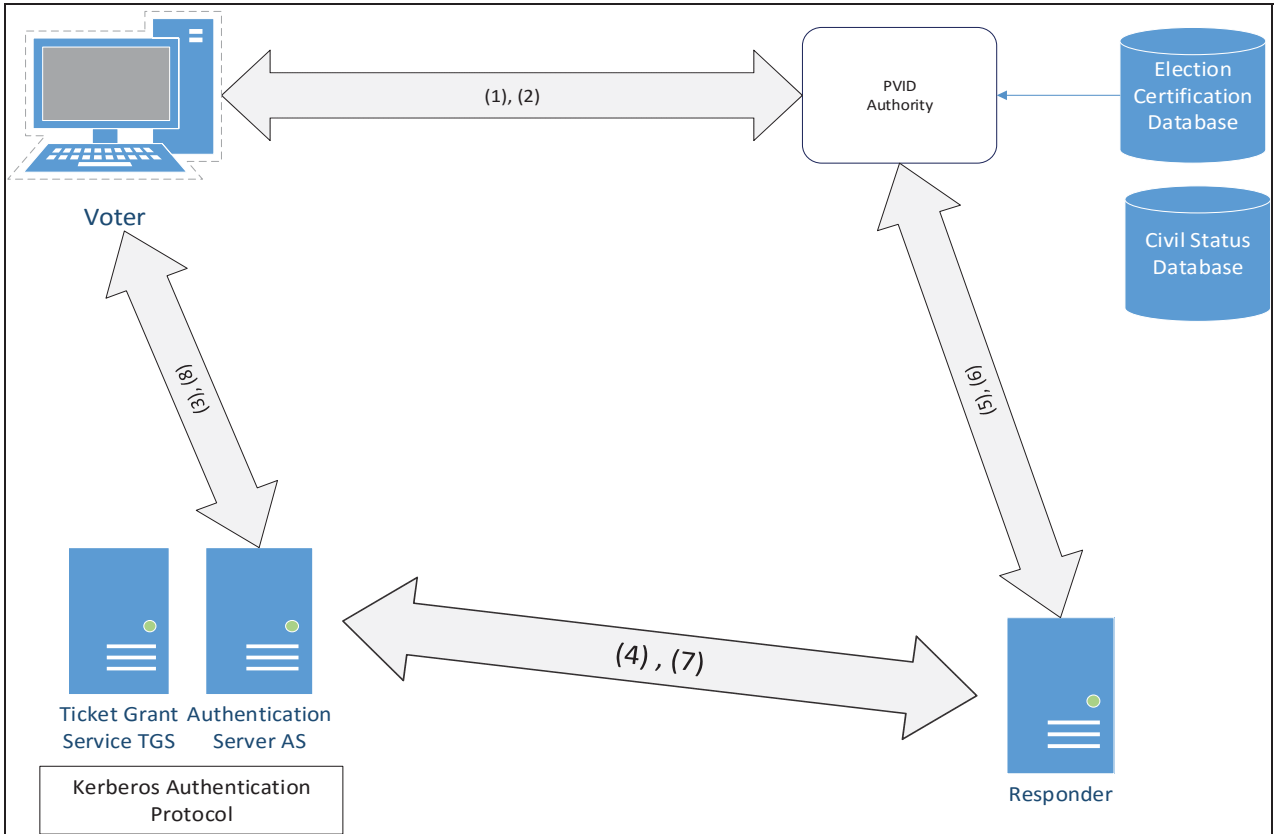 (1), (2)
PVID
Authority
Election
Certification
Database
Civil Status
Database
Voter
(3), (8)
(5), (6)
(4) , (7)
Ticket Grant
Service TGS
Authentication
Server AS
Kerberos Authentication
Protocol
Responder